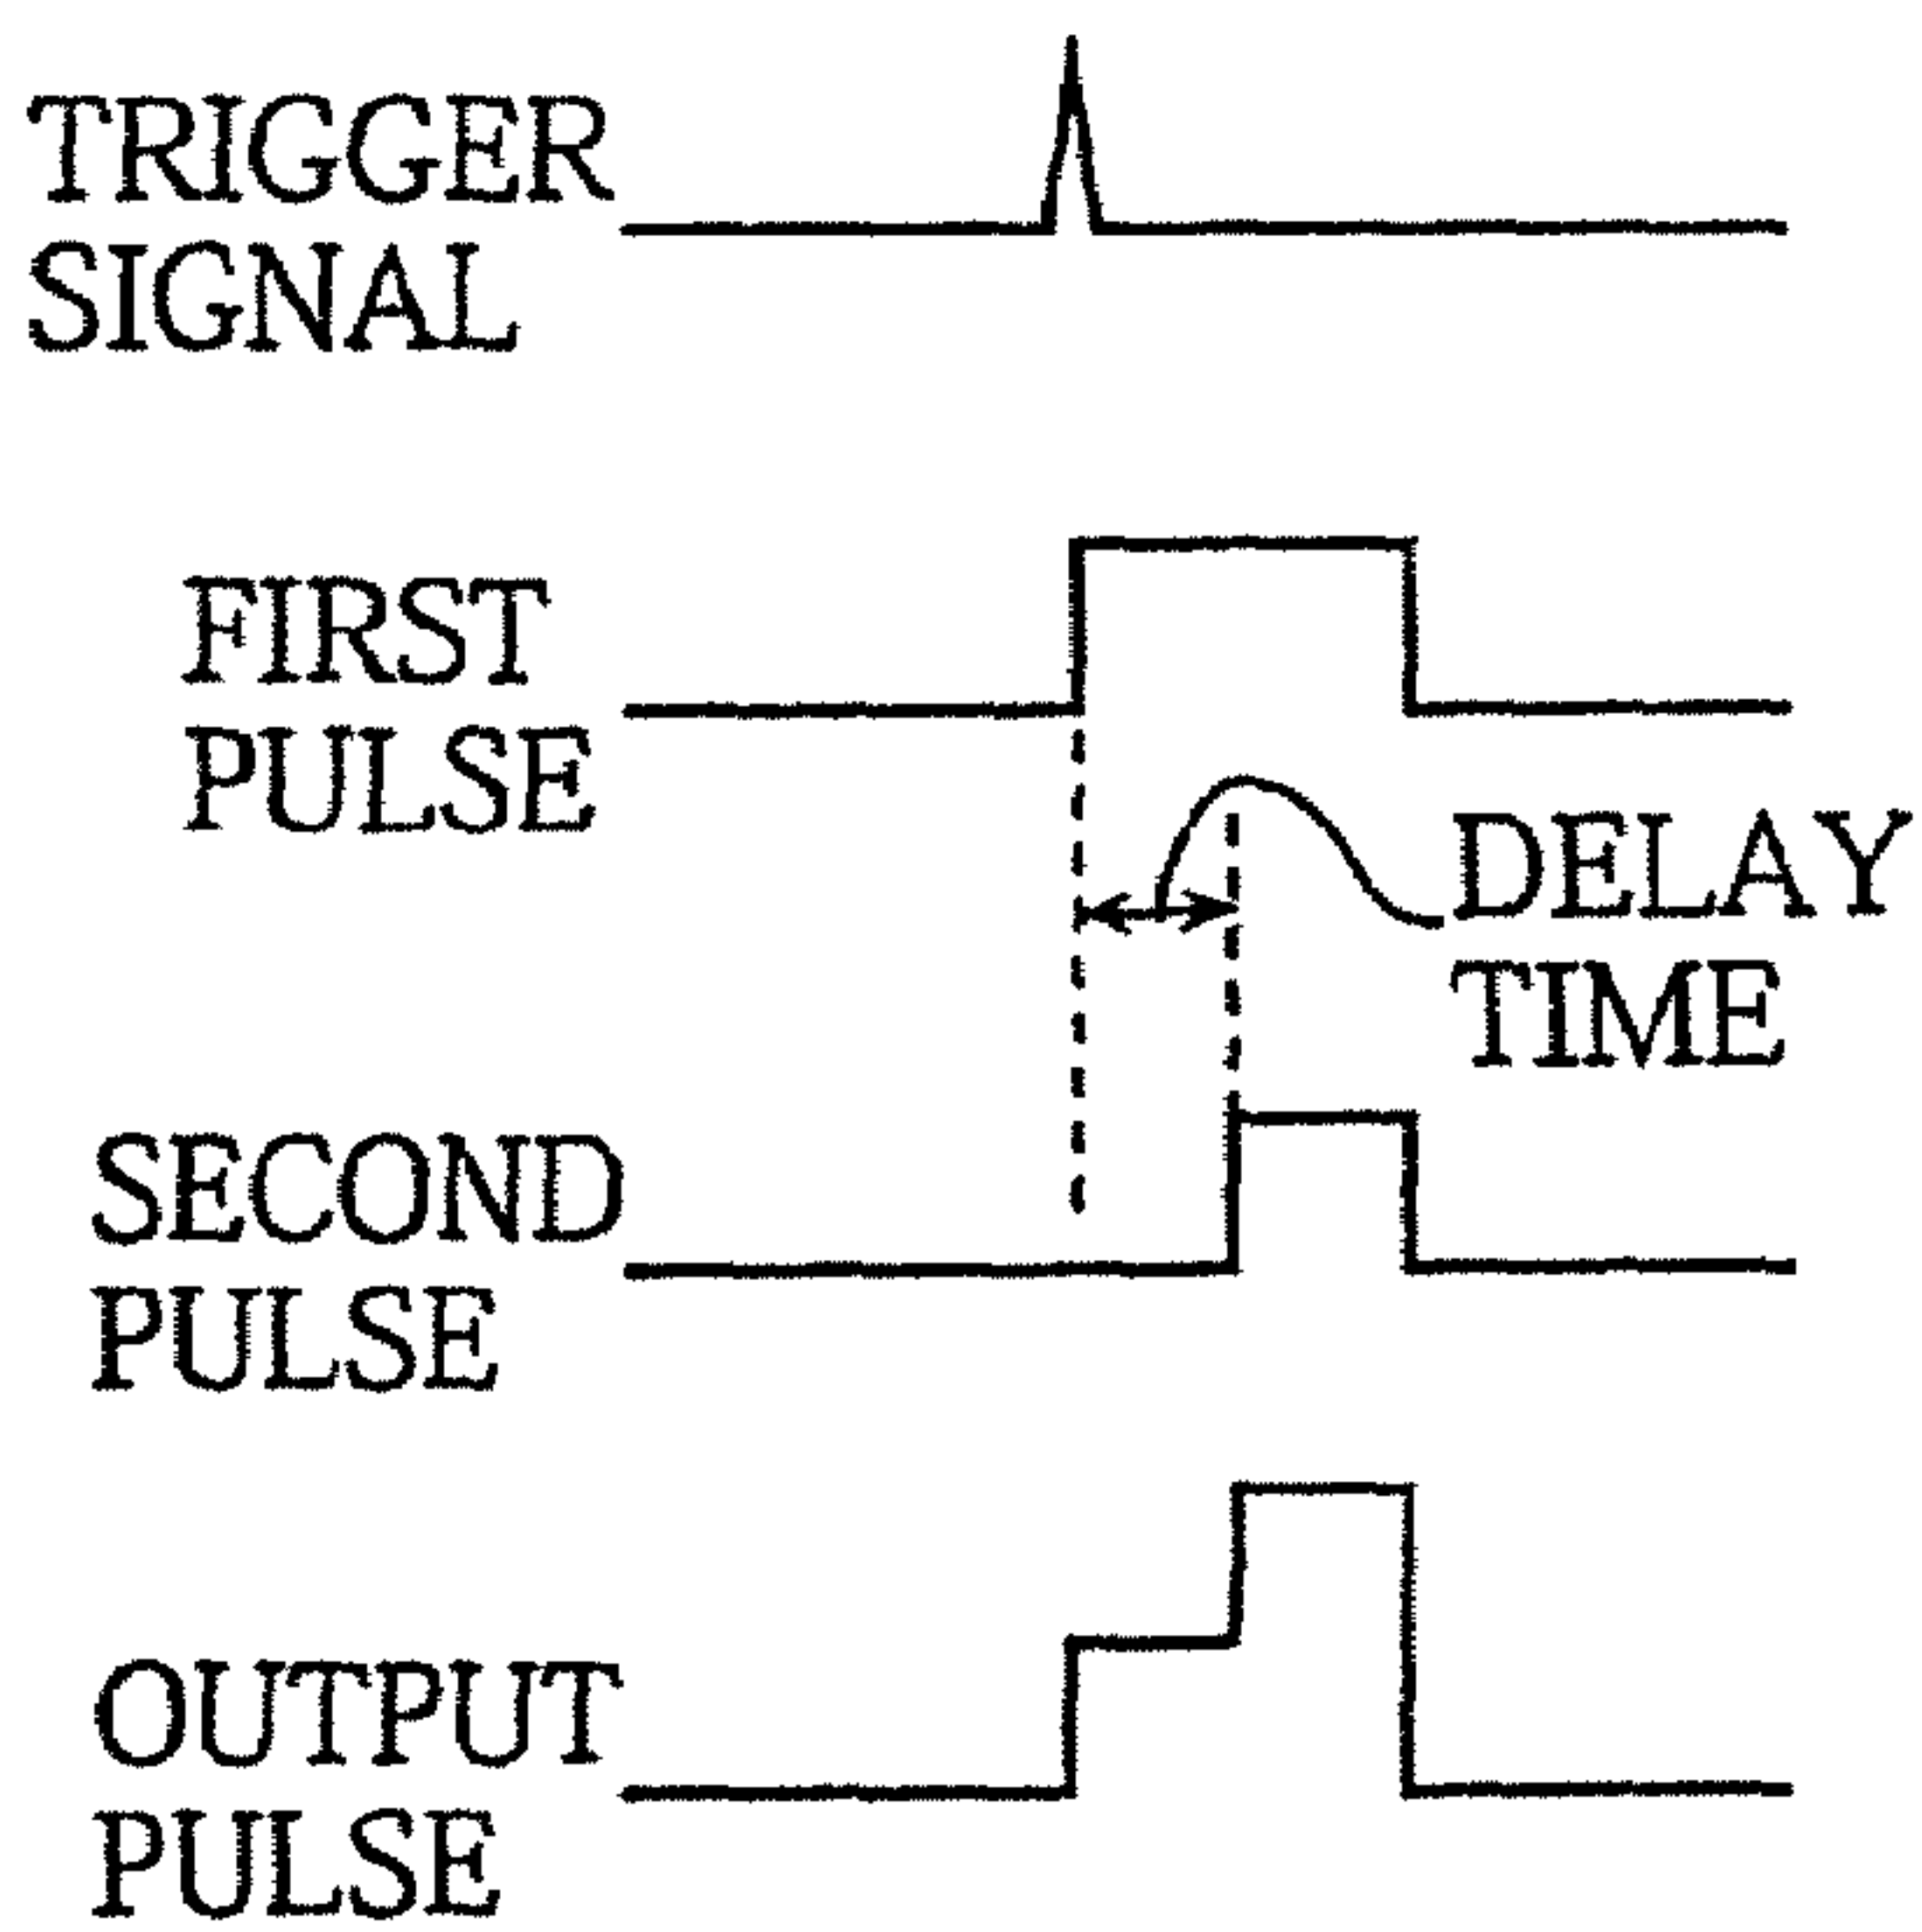 TRIGGER
SIGNAL
FIRST
PULSE
DELAY
TIME
SECOND
PULSE
OUTPUT
PULSE